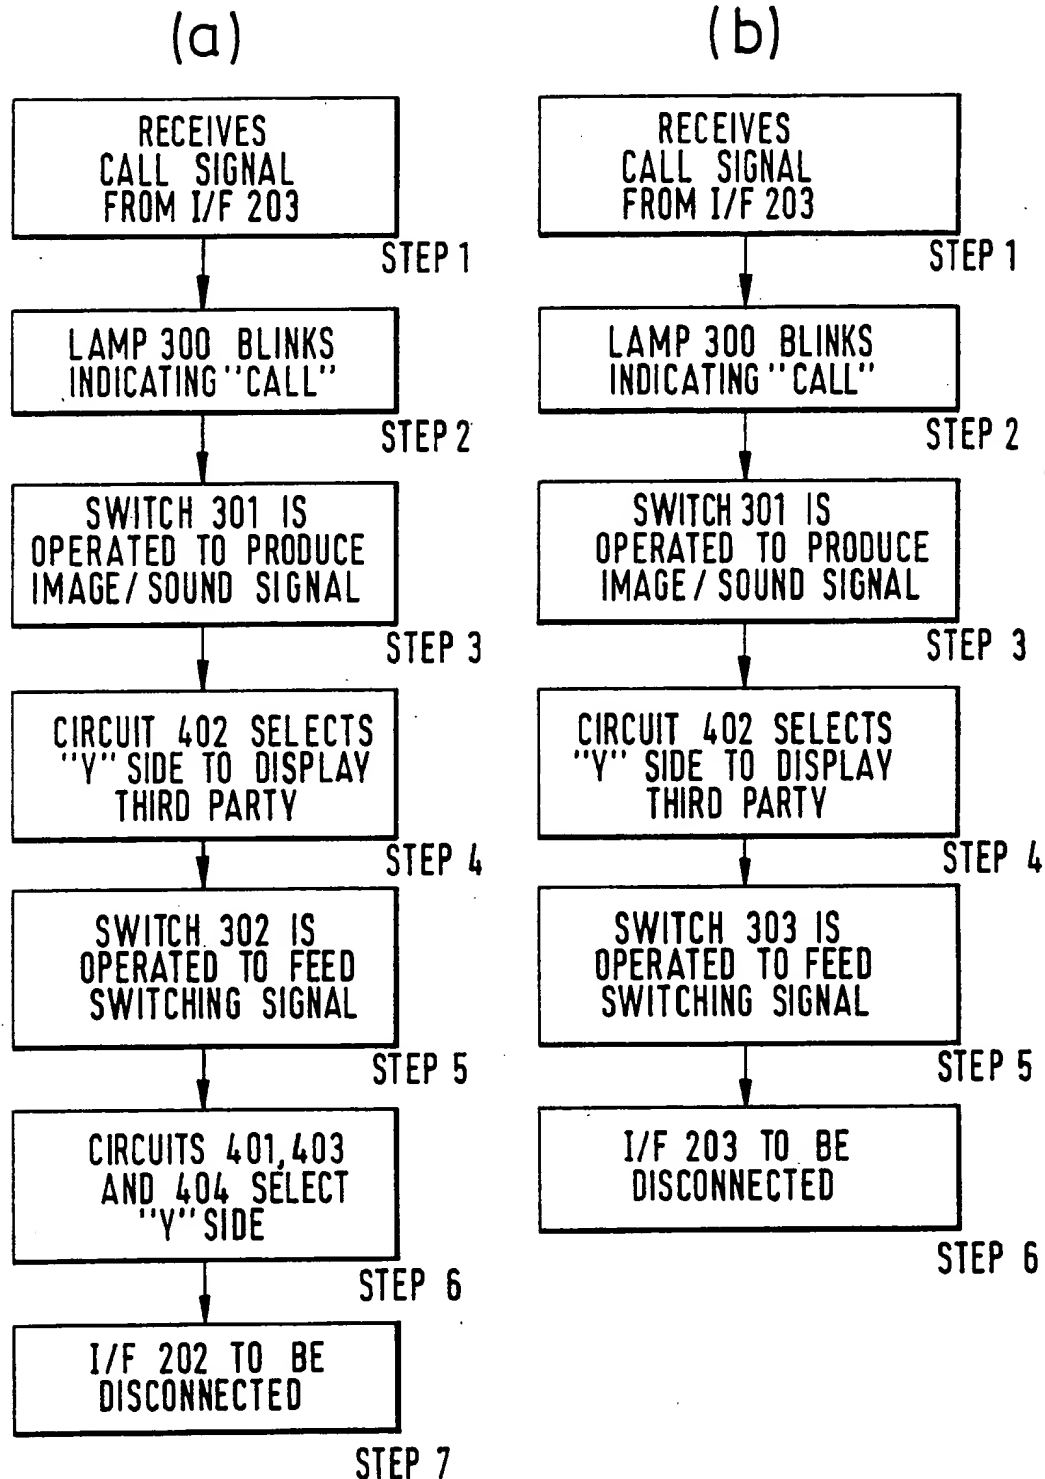 (a)
RECEIVES
CALL SIGNAL
FROM I/F 203
STEP 1
LAMP 300 BLINKS
INDICATING "CALL"
STEP 2
SWITCH 301 IS
OPERATED TO PRODUCE
IMAGE/ SOUND SIGNAL
STEP 3
CIRCUIT 402 SELECTS
"Y" SIDE TO DISPLAY
THIRD PARTY
STEP 4
SWITCH 302 IS
OPERATED TO FEED
SWITCHING SIGNAL
STEP 5
CIRCUITS 401,403
AND 404 SELECT
"Y" SIDE
STEP 6
I/F 202 TO BE
DISCONNECTED
STEP 7
(b)
RECEIVES
CALL SIGNAL
FROM I/F 203
STEP 1
LAMP 300 BLINKS
INDICATING "CALL"
STEP 2
SWITCH 301 IS
OPERATED TO PRODUCE
IMAGE/ SOUND SIGNAL
STEP 3
CIRCUIT 402 SELECTS
"Y" SIDE TO DISPLAY
THIRD PARTY
STEP 4
SWITCH 303 IS
OPERATED TO FEED
SWITCHING SIGNAL
STEP 5
I/F 203 TO BE
DISCONNECTED
STEP 6